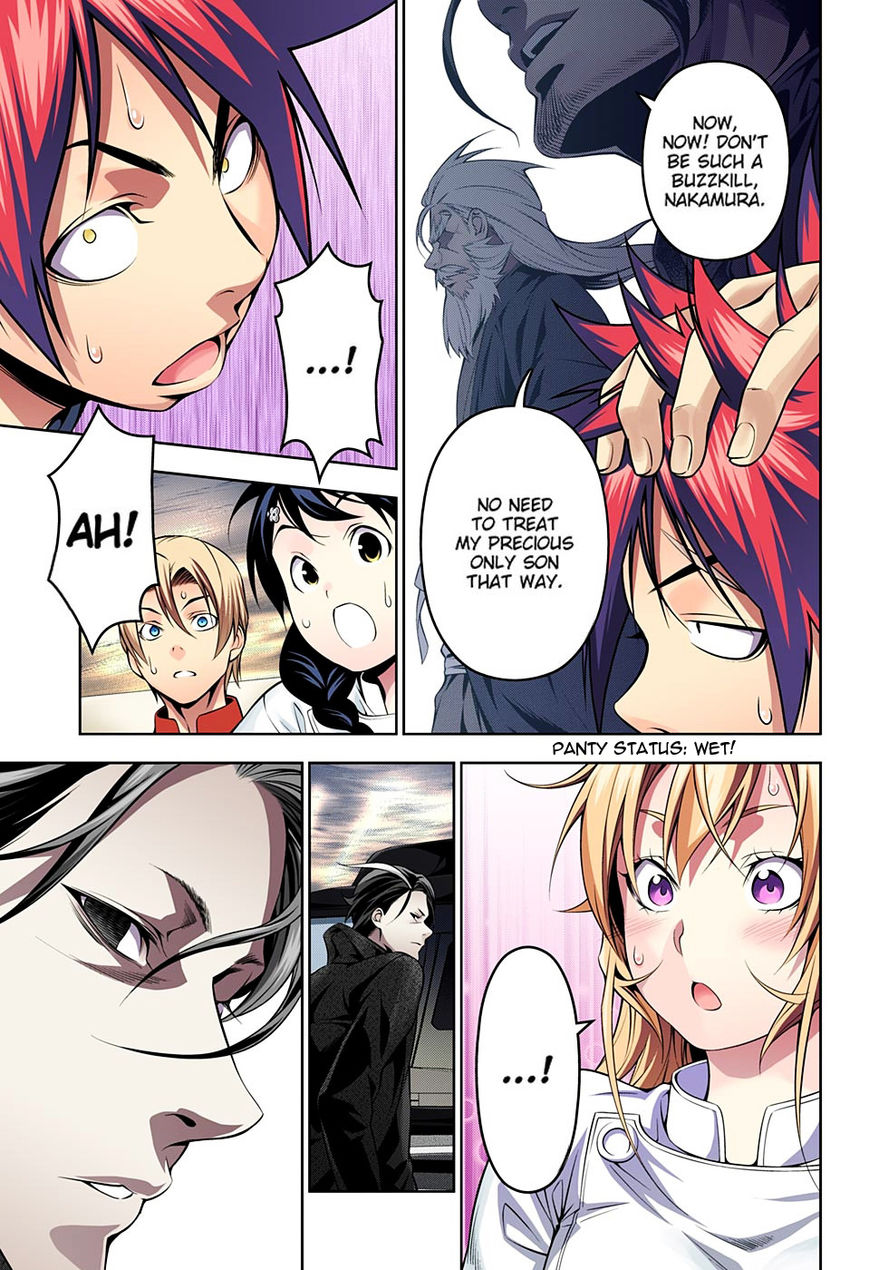 NOW,
NOW! DON'T
BE SUCH A
BUZZKILL,
NAKAMURA.
NO NEED
TO TREAT
MY PRECIOUS
ONLY SON
THAT WAY.
...!
AH!
PANTY STATUS: WET!
...!